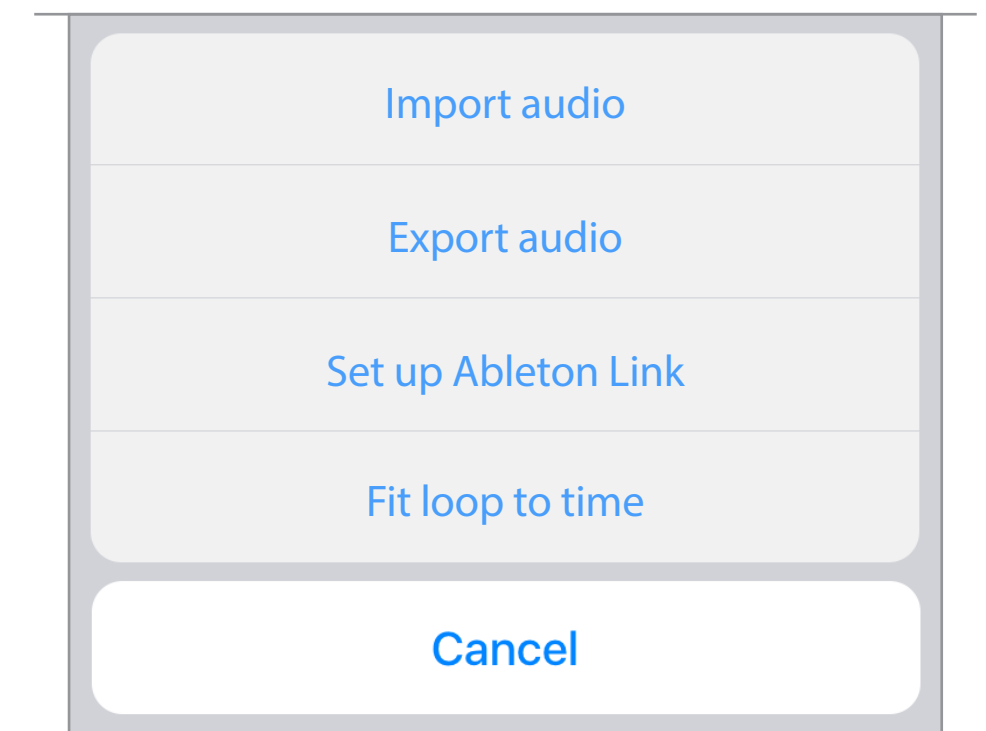 Import audio
Export audio
Set up Ableton Link
Fit loop to time
Cancel